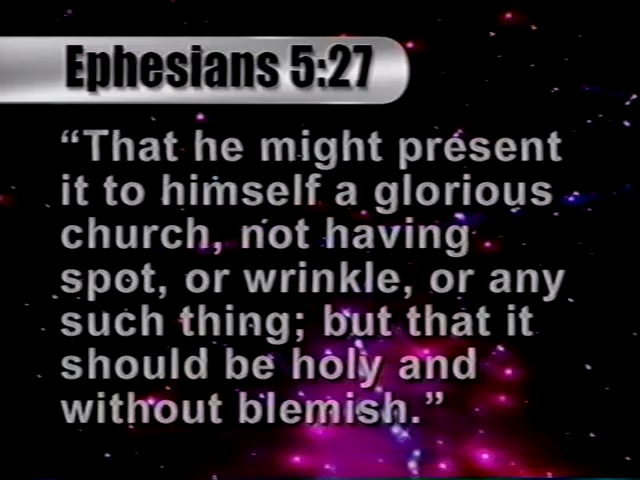 Ephesians 5:27
“That he might present
it to himself a glorious
church, not having
spot, or wrinkle, or any
such thing; but that it
should be holy and
without blemish.”